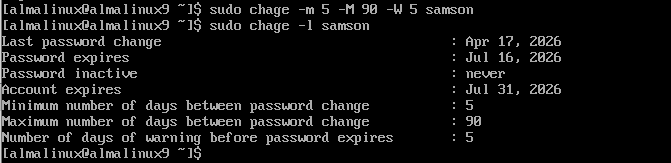 [almalinux@almalinux9 ~]$ sudo chage -m 5 -M 90 -W 5 samson
[almalinux@almalinux9 ~]$ sudo chage -l samson
Last password change : Apr 17, 2026
Password expires : Jul 16, 2026
Password inactive : never
Account expires : Jul 31, 2026
Minimum number of days between password change : 5
Maximum number of days between password change : 90
Number of days of warning before password expires : 5
[almalinux@almalinux9 ~]$